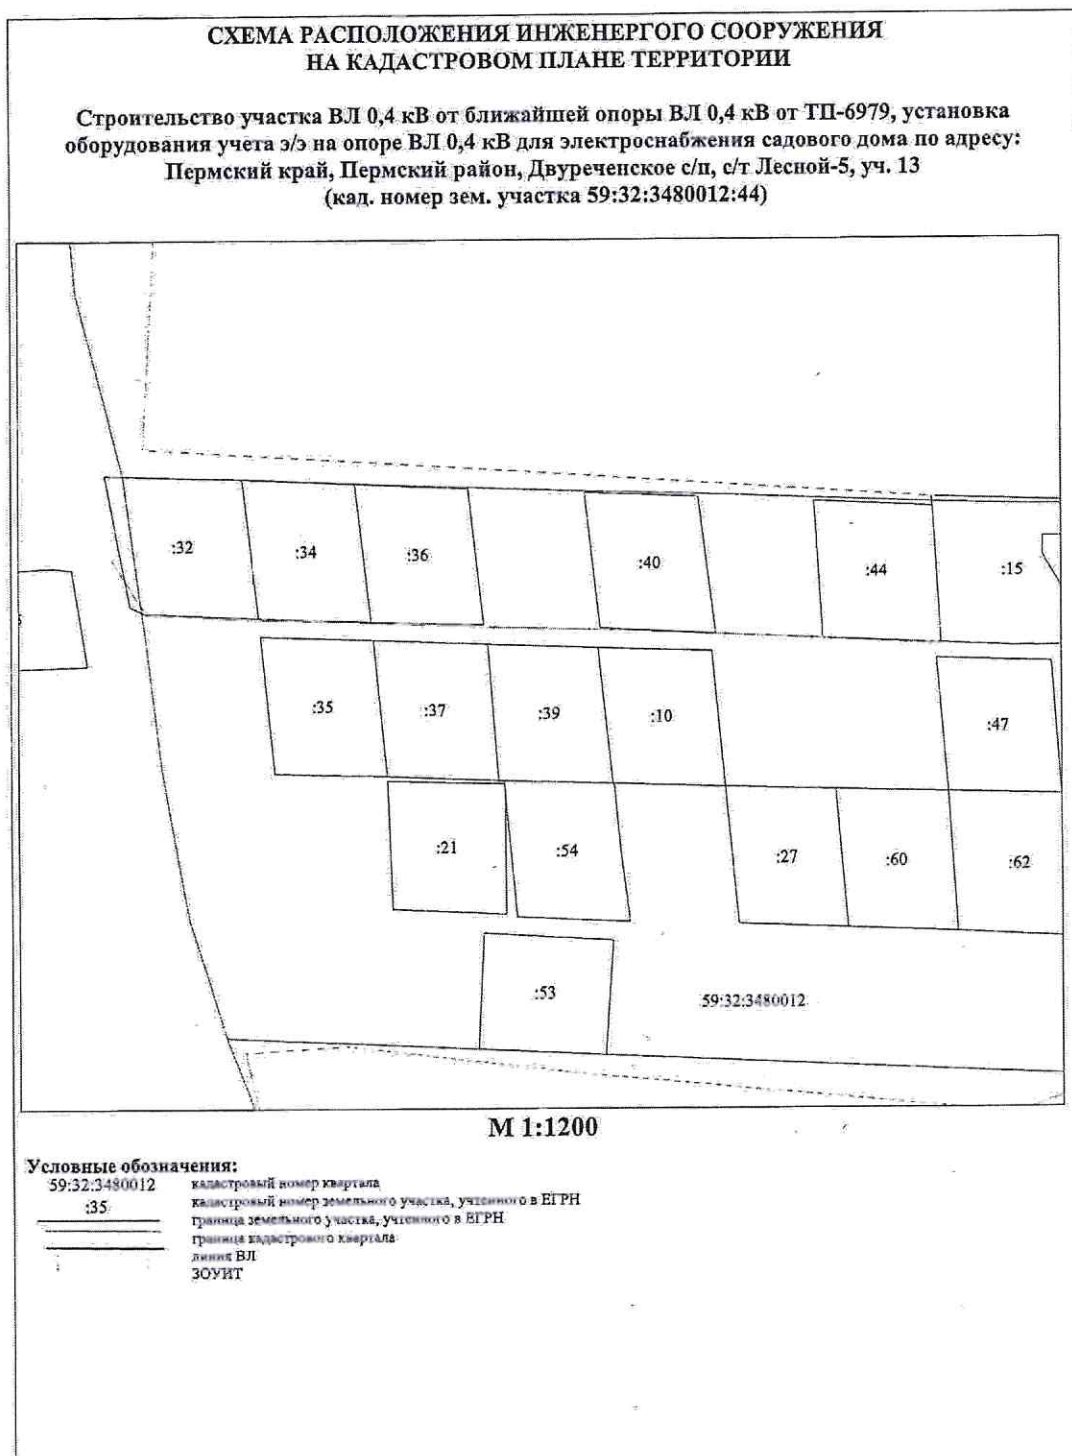 СХЕМА РАСПОЛОЖЕНИЯ ИНЖЕНЕРГОГО СООРУЖЕНИЯ
НА КАДАСТРОВОМ ПЛАНЕ ТЕРРИТОРИИ
Строительство участка ВЛ 0,4 кВ от ближайшей опоры ВЛ 0,4 кВ от ТП-6979, установка
оборудования учета э/э на опоре ВЛ 0,4 кВ для электроснабжения садового дома по адресу:
Пермский край, Пермский район, Двуреченское с/п, с/т Лесной-5, уч. 13
(кад. номер зем. участка 59:32:3480012:44)
:32
:34
:36
:40
:44
:15
:35
:37
:39
:10
:47
:21
:54
:27
:60
:62
:53
59:32:3480012
М 1:1200
Условные обозначения:
59:32:3480012 кадастровый номер квартала
:35 кадастровый номер земельного участка, учтенного в ЕГРН
граница земельного участка, учтенного в ЕГРН
граница кадастрового квартала
линия ВЛ
ЗОУИТ